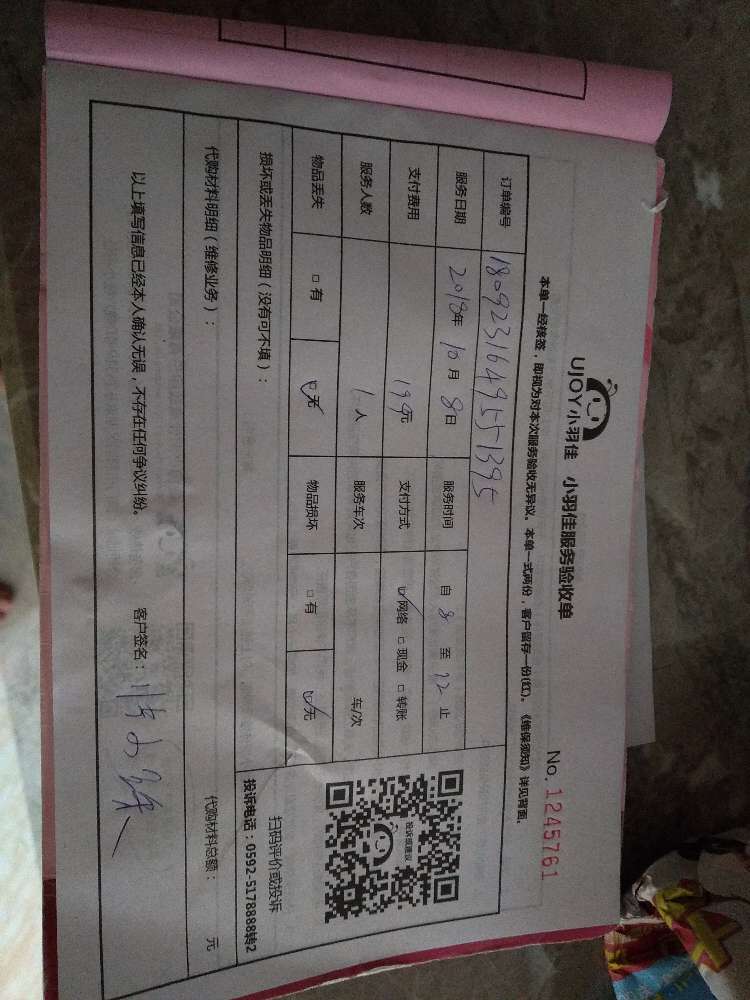 UJOY小羽佳 小羽佳服务验收单
No. 1245761
本单一经核签，即视为对本次服务验收无异议。本单一式两份，客户留存一份(红)。《维保须知》详见背面。
订单编号 1809231649551395
服务日期 2018年 10月 8日 服务时间 自 8 至 12 止
支付费用 199元 支付方式 ☑网络 □现金 □转账
服务人数 1人 服务车次 车/次
物品丢失 □有 ☑无 物品损坏 □有 ☑无
投诉或建议
扫码评价或投诉
投诉电话：0592-5178888转2
损坏或丢失物品明细（没有可不填）：
代购材料明细（维修业务）： 代购材料总额： 元
以上填写信息已经本人确认无误，不存在任何争议纠纷。 客户签名：